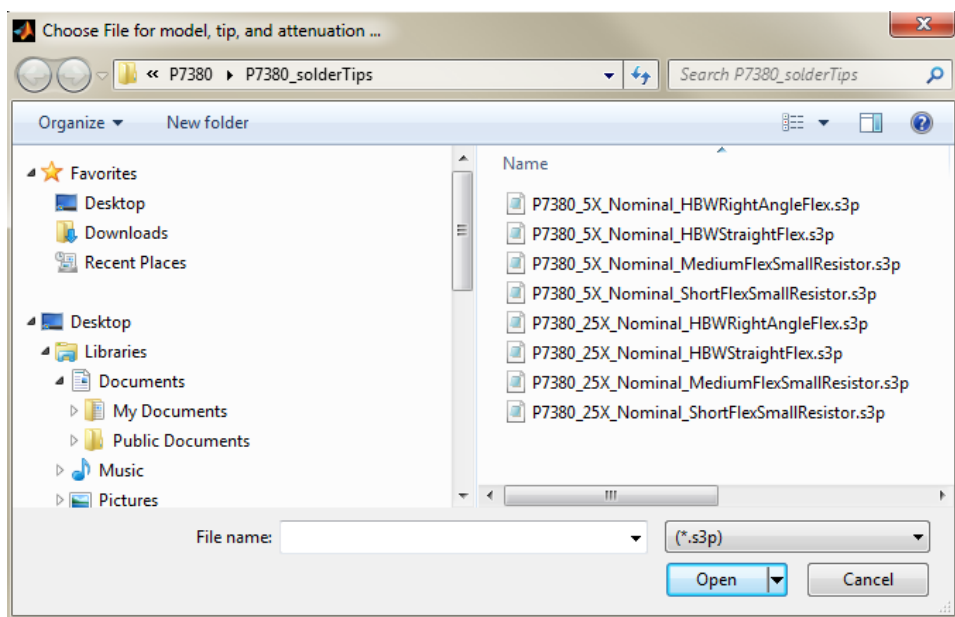 Choose File for model, tip, and attenuation ...
« P7380 P7380_solderTips
Search P7380_solderTips
Organize New folder
Favorites
Desktop
Downloads
Recent Places
Desktop
Libraries
Documents
My Documents
Public Documents
Music
Pictures
Name
P7380_5X_Nominal_HBWRightAngleFlex.s3p
P7380_5X_Nominal_HBWStraightFlex.s3p
P7380_5X_Nominal_MediumFlexSmallResistor.s3p
P7380_5X_Nominal_ShortFlexSmallResistor.s3p
P7380_25X_Nominal_HBWRightAngleFlex.s3p
P7380_25X_Nominal_HBWStraightFlex.s3p
P7380_25X_Nominal_MediumFlexSmallResistor.s3p
P7380_25X_Nominal_ShortFlexSmallResistor.s3p
File name:
(*.s3p)
Open
Cancel